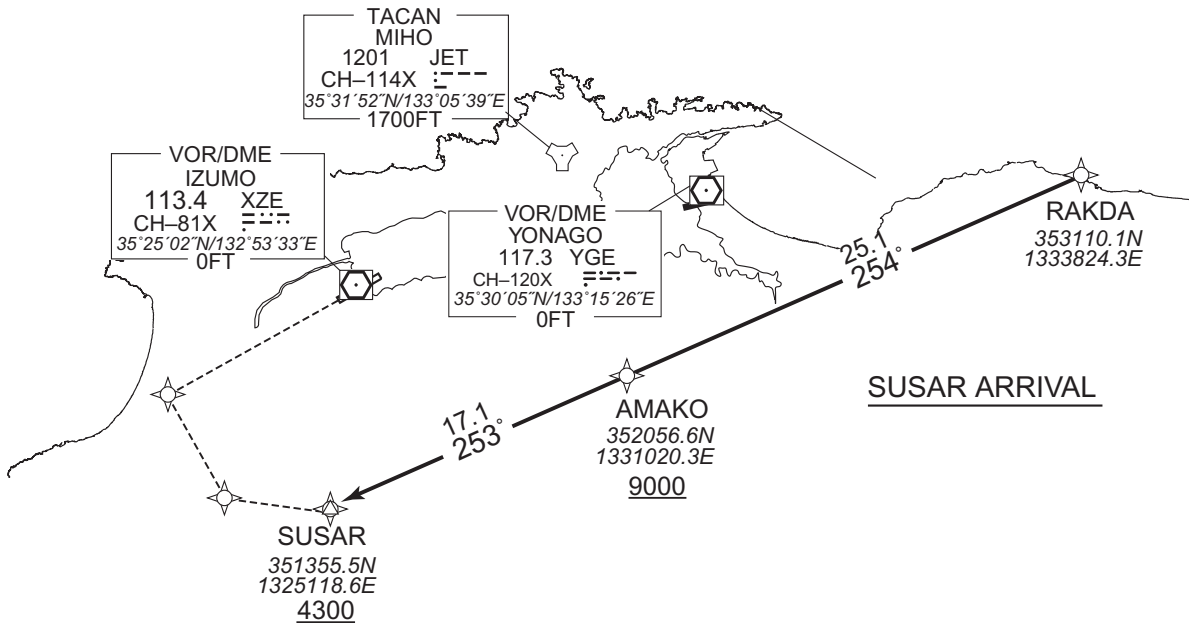 TACAN
MIHO
1201 JET
CH–114X
35°31´52˝N/133°05´39˝E
1700FT
VOR/DME
IZUMO
113.4 XZE
CH–81X
35°25´02˝N/132°53´33˝E
0FT
VOR/DME
YONAGO
117.3 YGE
CH–120X
35°30´05˝N/133°15´26˝E
0FT
RAKDA
353110.1N
1333824.3E
25.1
254°
SUSAR ARRIVAL
AMAKO
352056.6N
1331020.3E
9000
17.1
253°
SUSAR
351355.5N
1325118.6E
4300